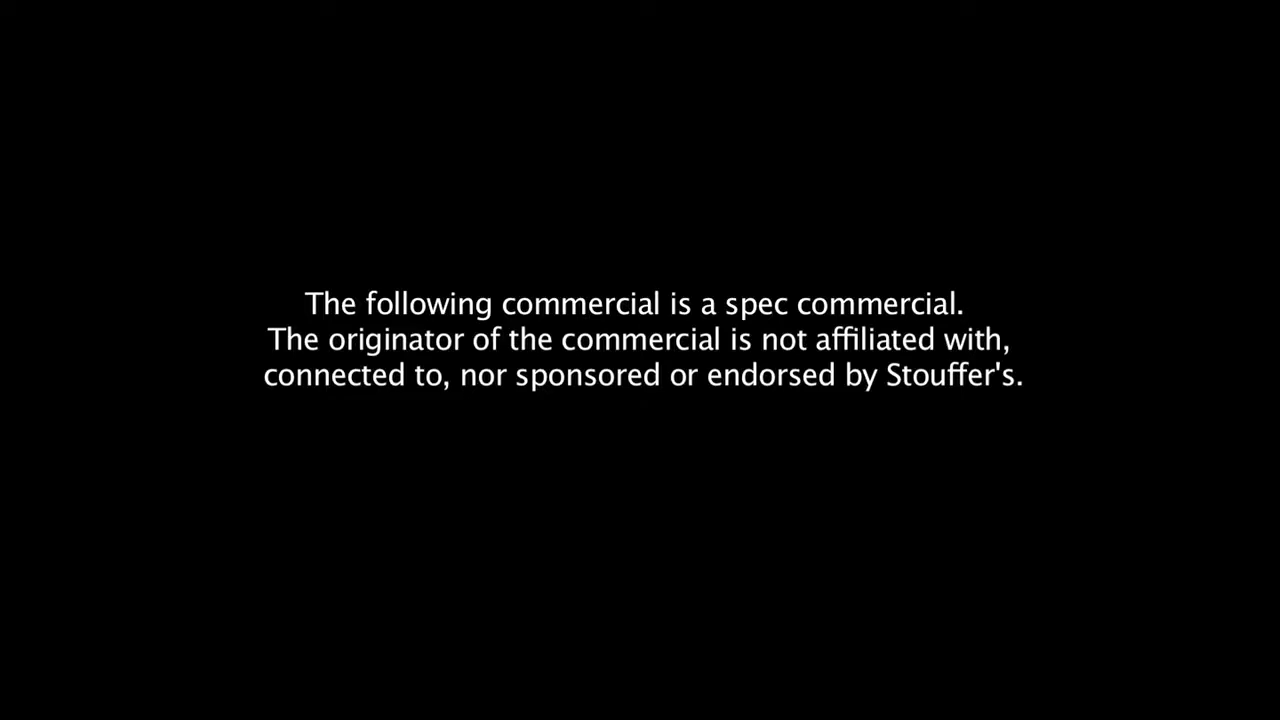 The following commercial is a spec commercial.
The originator of the commercial is not affiliated with,
connected to, nor sponsored or endorsed by Stouffer's.